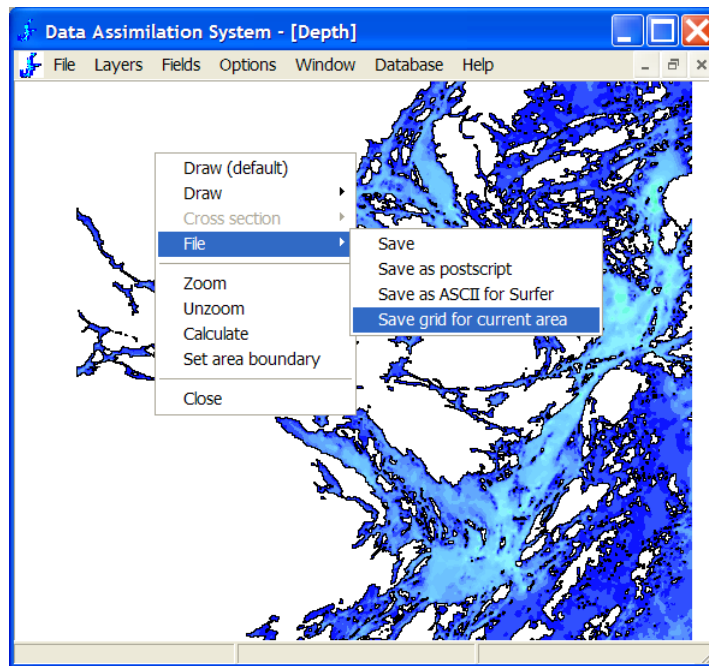 Data Assimilation System - [Depth]
File Layers Fields Options Window Database Help
Draw (default)
Draw
Cross section
File
Zoom
Unzoom
Calculate
Set area boundary
Close
Save
Save as postscript
Save as ASCII for Surfer
Save grid for current area